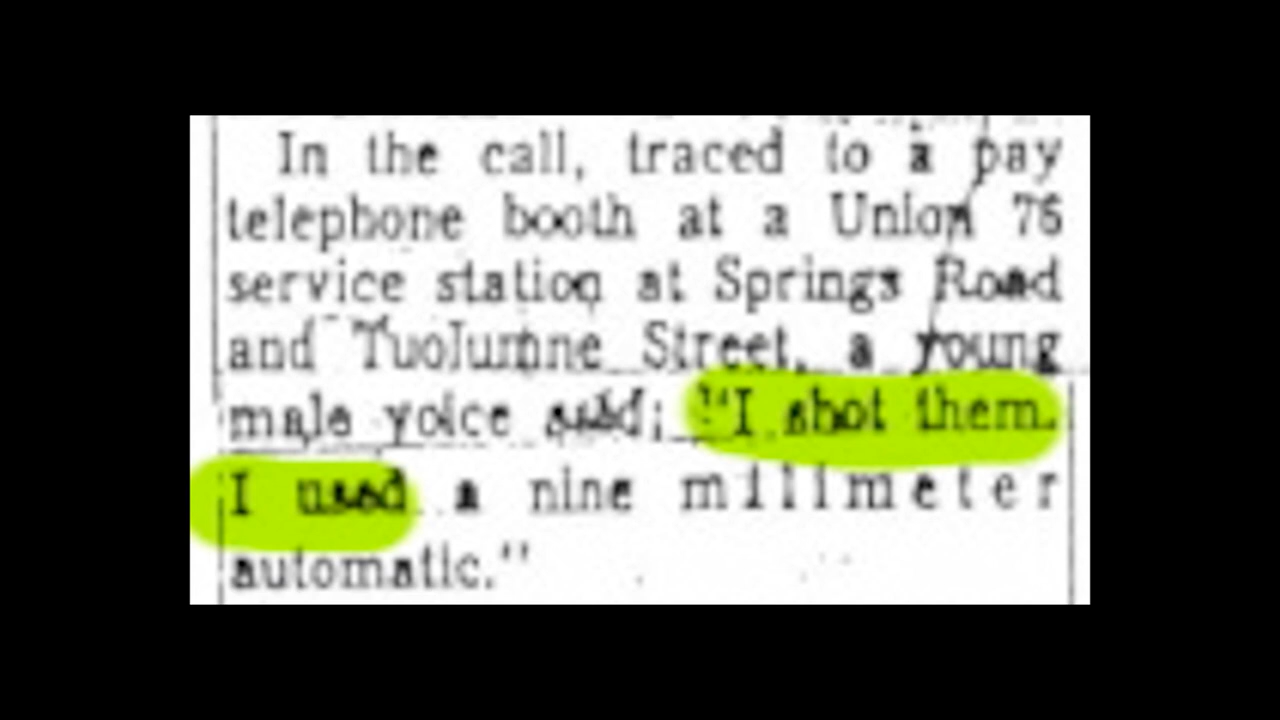 In the call, traced to a pay
telephone booth at a Union 76
service station at Springs Road
and Tuolumne Street, a young
male voice said; "I shot them.
I used a nine millimeter
automatic."